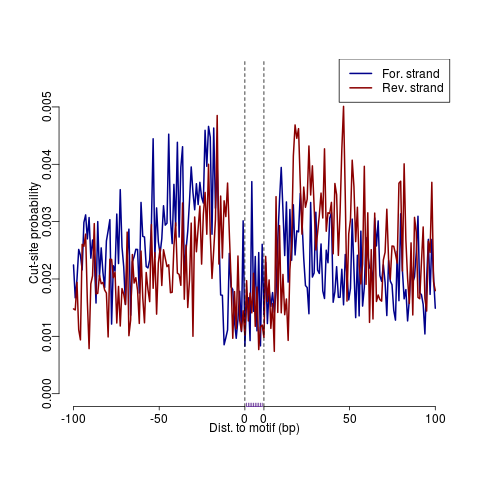 For. strand
Rev. strand
Cut-site probability
0.005
0.004
0.003
0.002
0.001
0.000
-100 -50 0 0 50 100
Dist. to motif (bp)